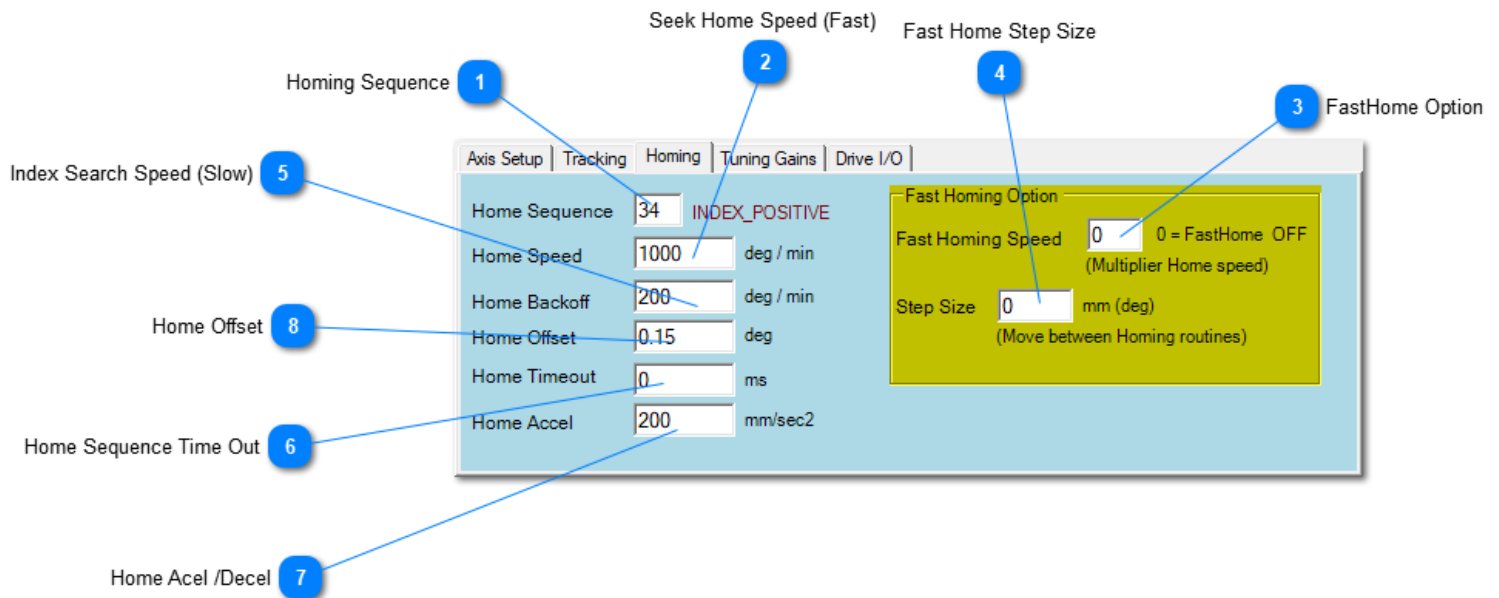 Seek Home Speed (Fast)
Fast Home Step Size
2
4
Homing Sequence 1
3 FastHome Option
Index Search Speed (Slow) 5
Axis Setup Tracking Homing Tuning Gains Drive I/O
Home Sequence 34 INDEX_POSITIVE
Home Speed 1000 deg / min
Home Backoff 200 deg / min
Home Offset 0.15 deg
Home Timeout 0 ms
Home Accel 200 mm/sec2
Fast Homing Option
Fast Homing Speed 0 0 = FastHome OFF
(Multiplier Home speed)
Step Size 0 mm (deg)
(Move between Homing routines)
Home Offset 8
Home Sequence Time Out 6
Home Acel /Decel 7